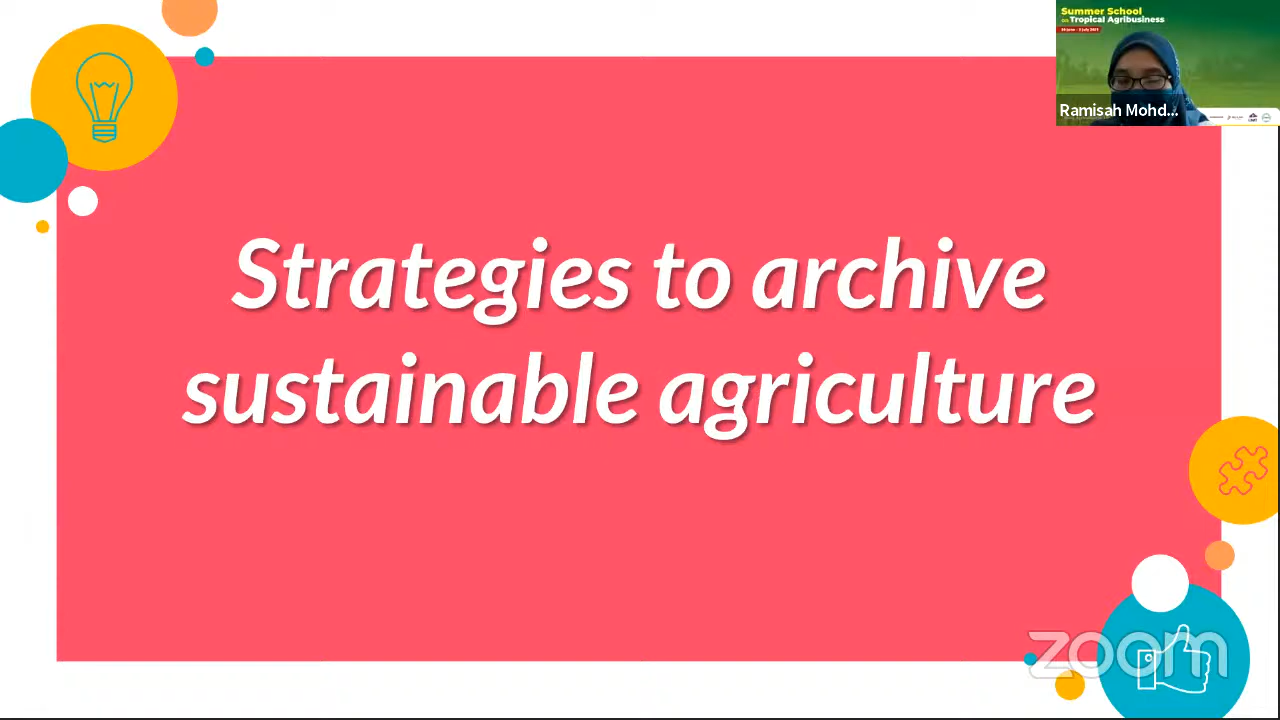 Summer School
on Tropical Agribusiness
Ramisah Mohd...
Strategies to archive
sustainable agriculture
zoom